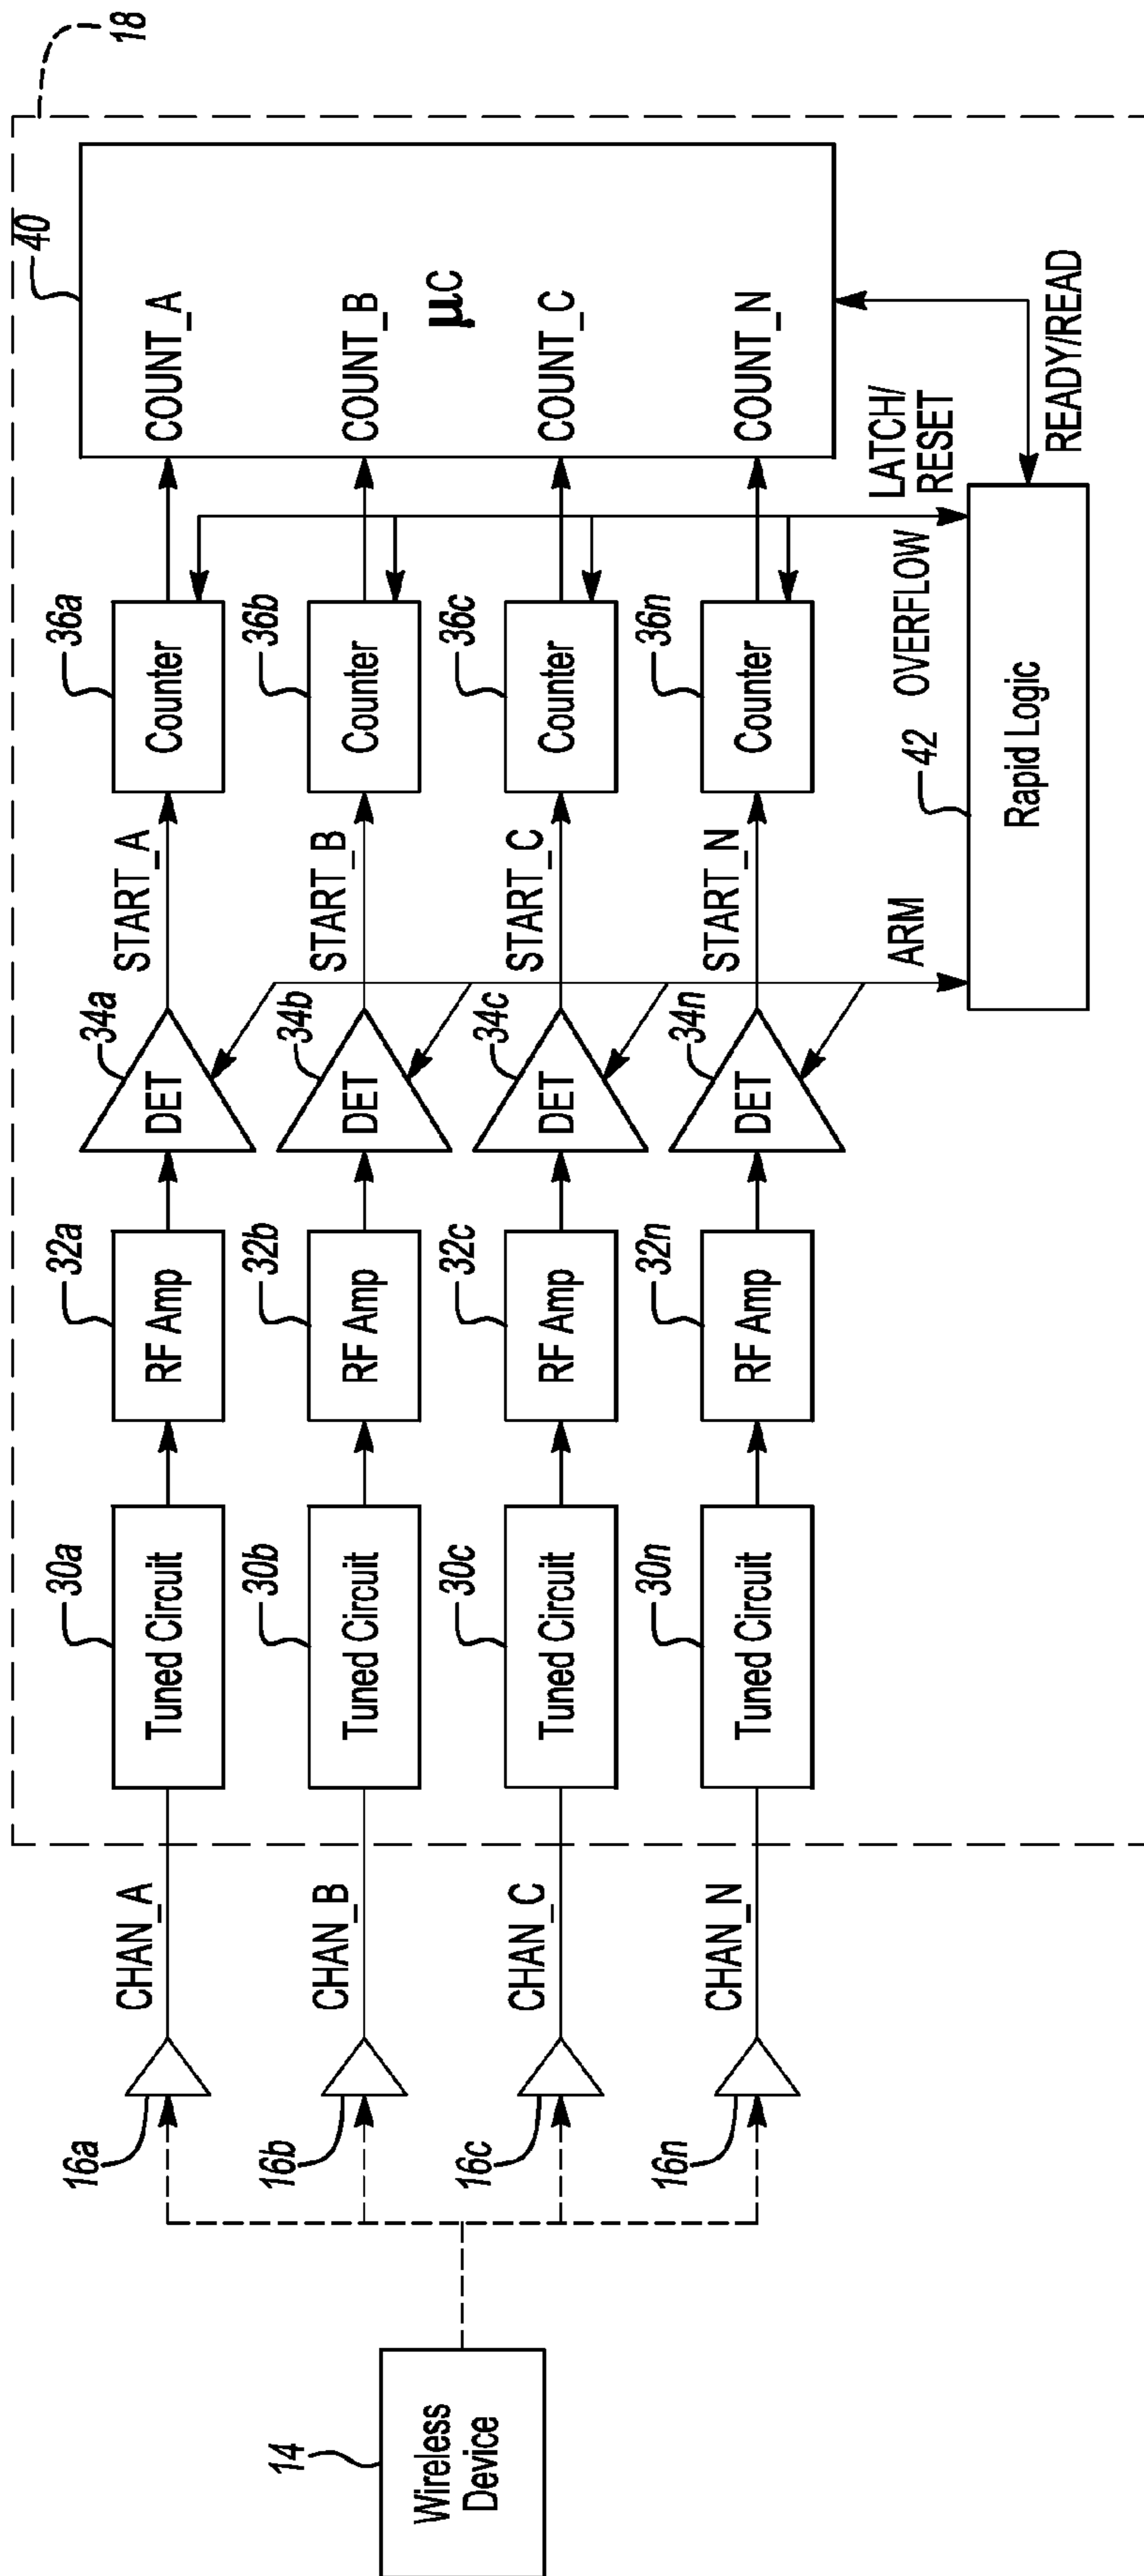 18
40
36a
34a
32a
30a
16a
CHAN_A
Tuned Circuit
RF Amp
DET
START_A
Counter
COUNT_A
36b
34b
32b
30b
16b
CHAN_B
Tuned Circuit
RF Amp
DET
START_B
Counter
COUNT_B
µC
14
Wireless
Device
36c
34c
32c
30c
16c
CHAN_C
Tuned Circuit
RF Amp
DET
START_C
Counter
COUNT_C
36n
34n
32n
30n
16n
CHAN_N
Tuned Circuit
RF Amp
DET
START_N
Counter
COUNT_N
ARM
42
OVERFLOW
LATCH/
RESET
Rapid Logic
READY/READ